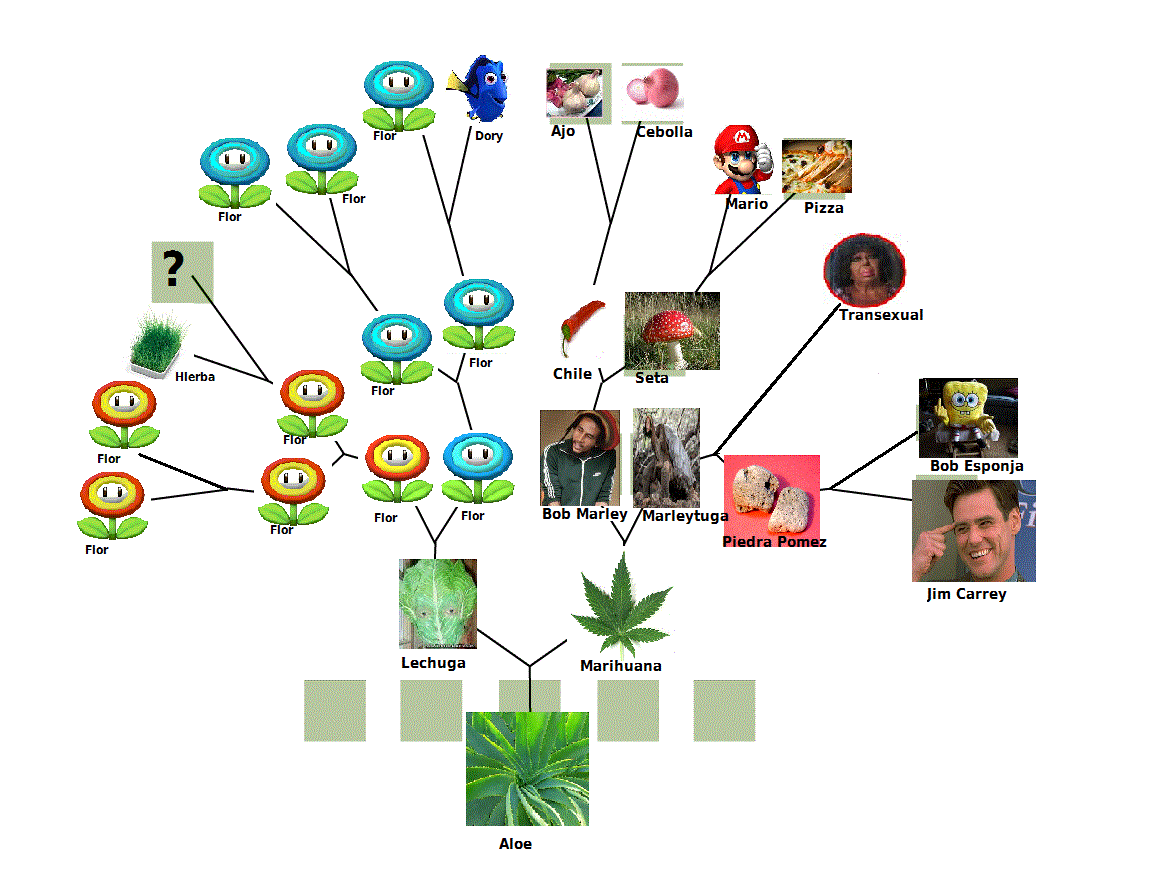 Flor
Dory
Ajo
Cebolla
Flor
Flor
Mario
Pizza
?
Transexual
Flor
HIerba
Flor
Chile
Seta
Flor
Flor
Flor
Flor
Flor
Flor
Flor
Bob Marley
Marleytuga
Piedra Pomez
Bob Esponja
Jim Carrey
Lechuga
Marihuana
Aloe